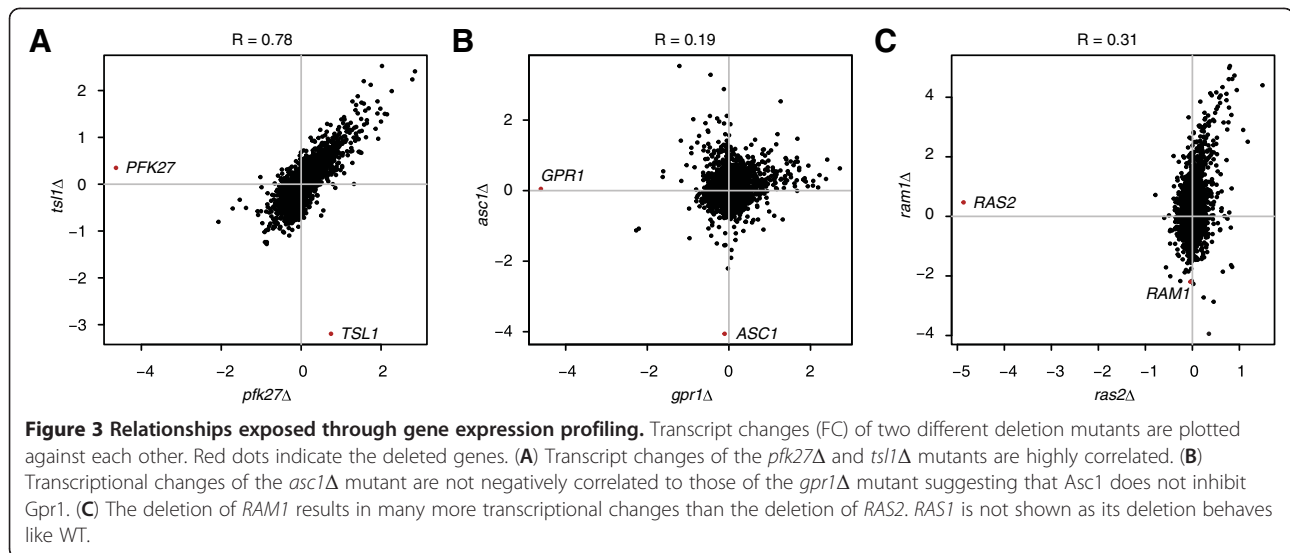 A
R = 0.78
2
1
0
−1
−2
−3
tsl1Δ
PFK27
TSL1
−4
−2
0
2
pfk27Δ
B
R = 0.19
2
0
−2
−4
asc1Δ
GPR1
ASC1
−4
−2
0
2
gpr1Δ
C
R = 0.31
4
2
0
−2
−4
ram1Δ
RAS2
RAM1
−5
−4
−3
−2
−1
0
1
ras2Δ
Figure 3 Relationships exposed through gene expression profiling. Transcript changes (FC) of two different deletion mutants are plotted
against each other. Red dots indicate the deleted genes. (A) Transcript changes of the pfk27Δ and tsl1Δ mutants are highly correlated. (B)
Transcriptional changes of the asc1Δ mutant are not negatively correlated to those of the gpr1Δ mutant suggesting that Asc1 does not inhibit
Gpr1. (C) The deletion of RAM1 results in many more transcriptional changes than the deletion of RAS2. RAS1 is not shown as its deletion behaves
like WT.